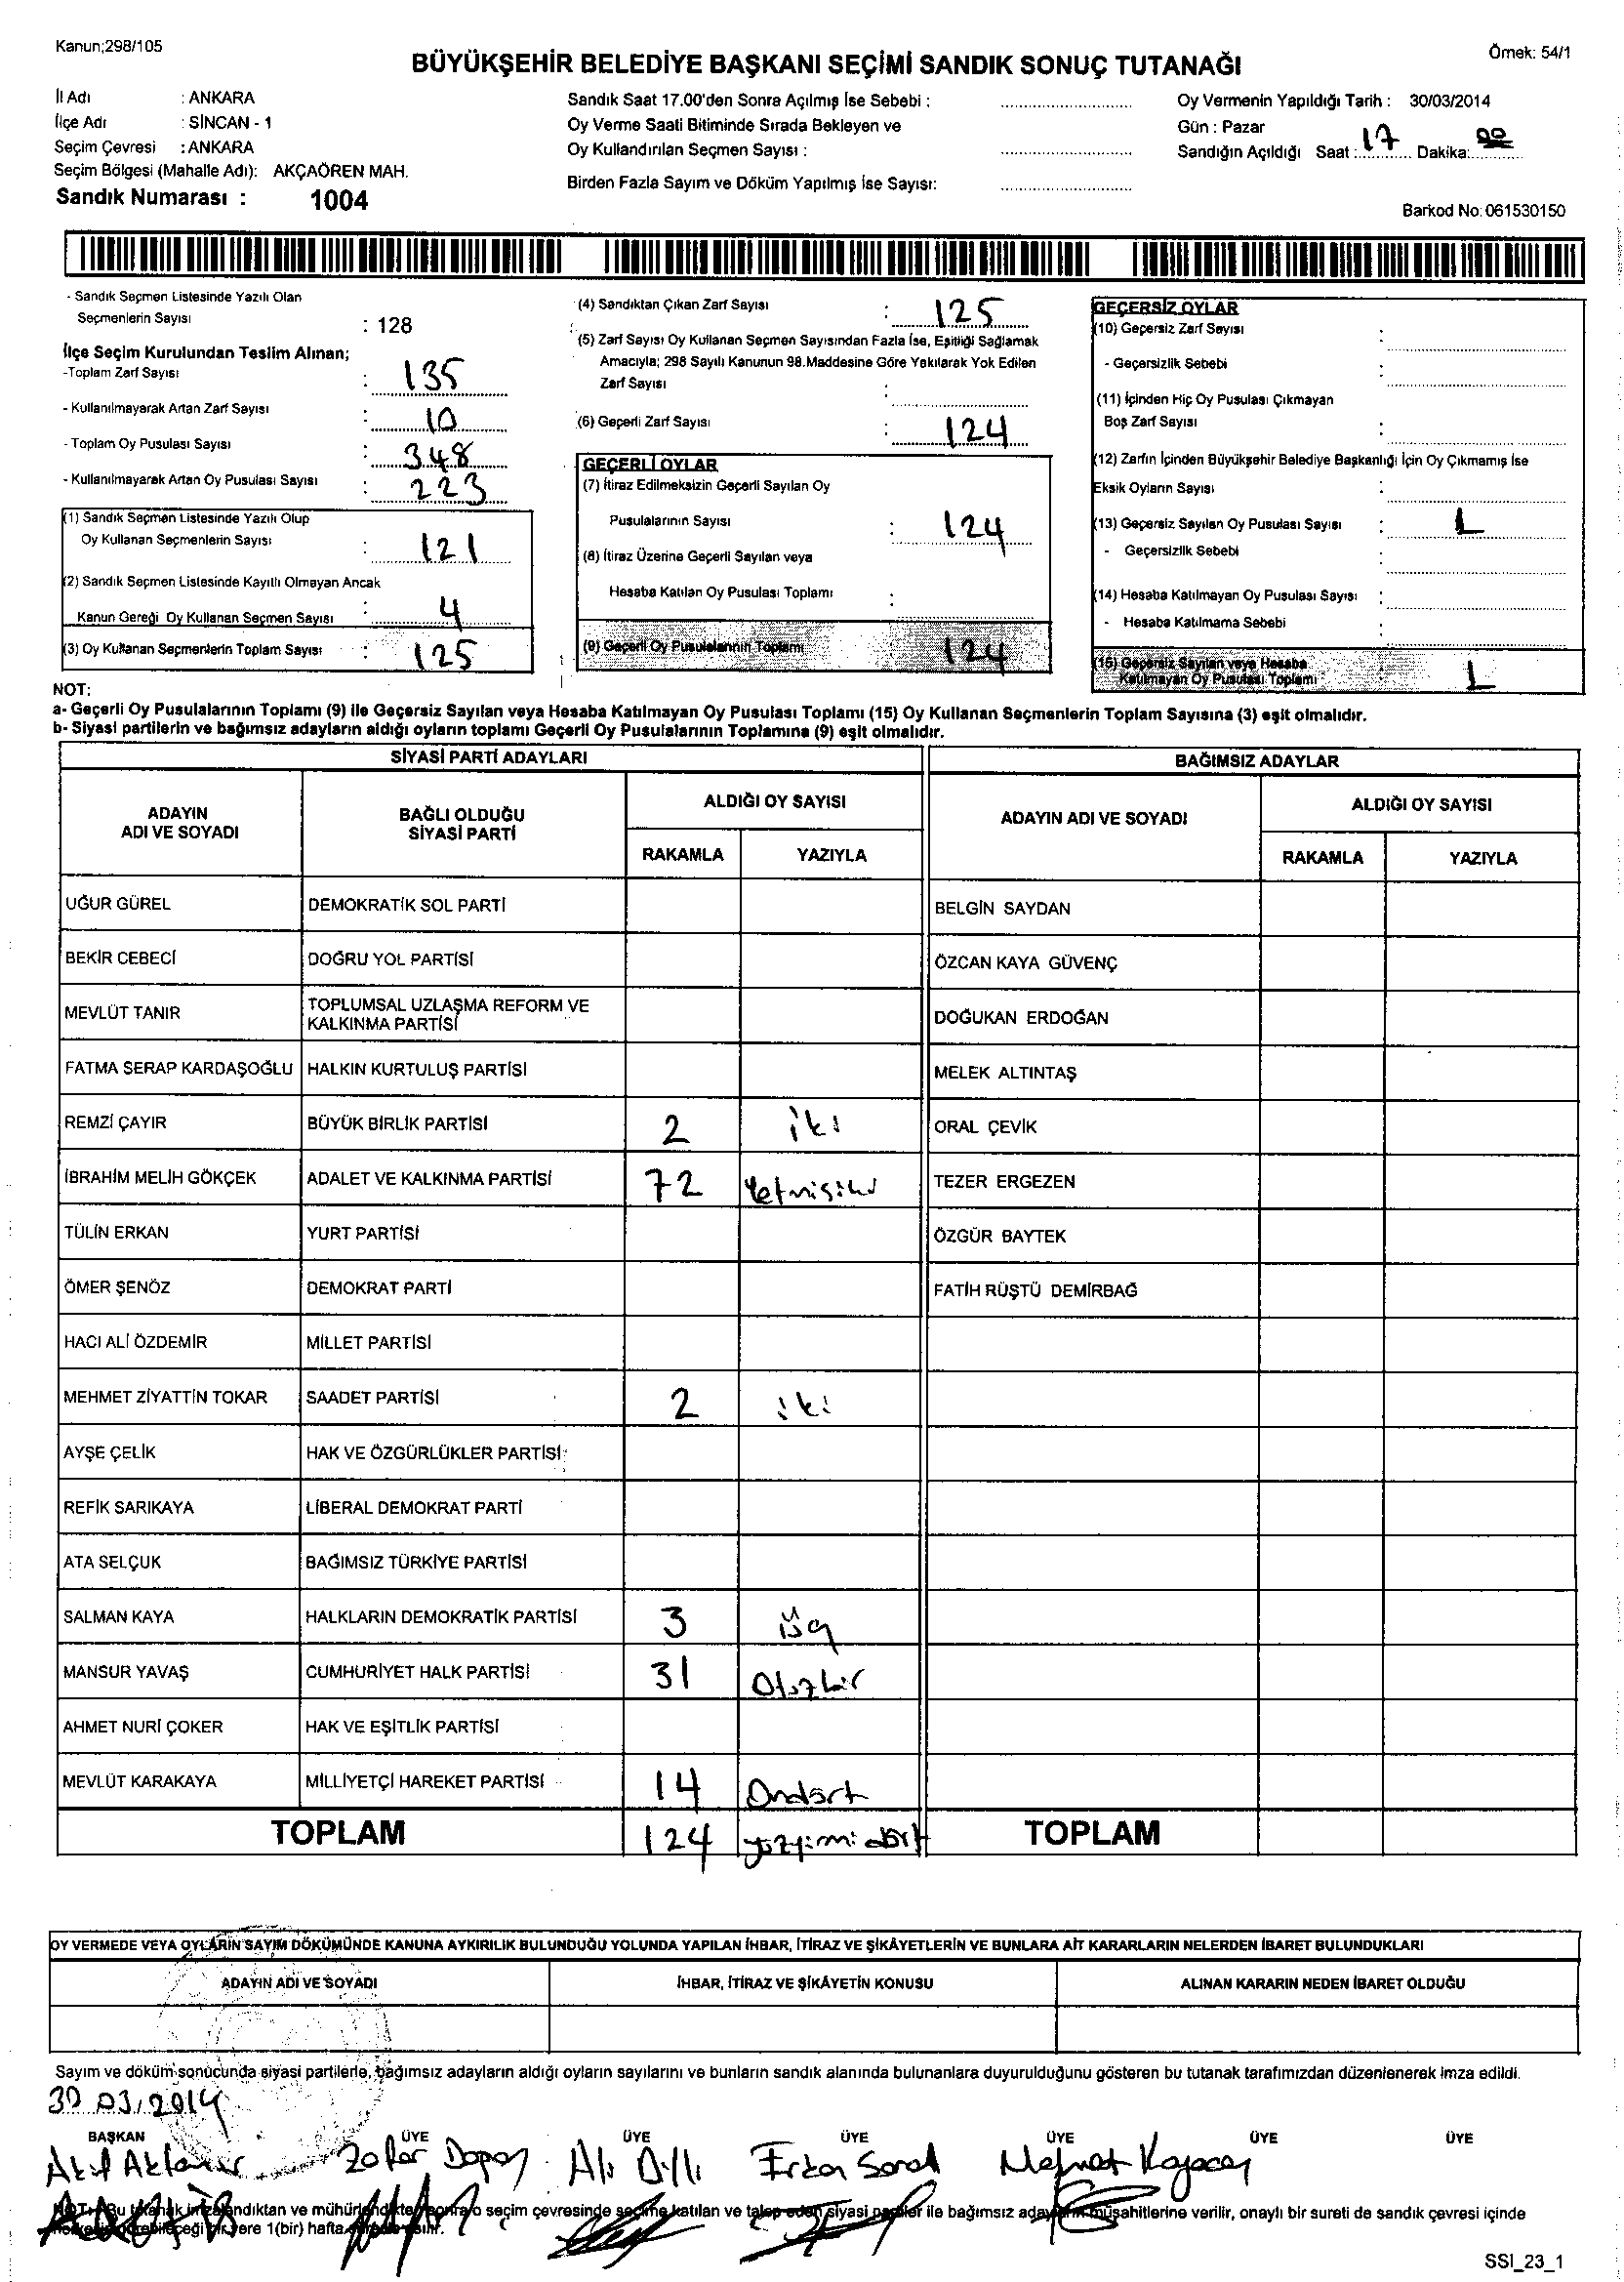 Kanun;298/105
Örnek: 54/1
BÜYÜKŞEHİR BELEDİYE BAŞKANI SEÇİMİ SANDIK SONUÇ TUTANAĞI
İl Adı : ANKARA
İlçe Adı : SİNCAN - 1
Seçim Çevresi : ANKARA
Seçim Bölgesi (Mahalle Adı): AKÇAÖREN MAH.
Sandık Numarası : 1004
Sandık Saat 17.00'den Sonra Açılmış İse Sebebi :
Oy Verme Saati Bitiminde Sırada Bekleyen ve
Oy Kullandırılan Seçmen Sayısı :
Birden Fazla Sayım ve Döküm Yapılmış İse Sayısı:
Oy Vermenin Yapıldığı Tarih : 30/03/2014
Gün : Pazar
Sandığın Açıldığı Saat : 17 Dakika: 00
Barkod No: 061530150
- Sandık Seçmen Listesinde Yazılı Olan
Seçmenlerin Sayısı : 128
İlçe Seçim Kurulundan Teslim Alınan;
-Toplam Zarf Sayısı : 135
- Kullanılmayarak Artan Zarf Sayısı : 10
- Toplam Oy Pusulası Sayısı : 348
- Kullanılmayarak Artan Oy Pusulası Sayısı : 223
(1) Sandık Seçmen Listesinde Yazılı Olup
Oy Kullanan Seçmenlerin Sayısı : 121
(2) Sandık Seçmen Listesinde Kayıtlı Olmayan Ancak
Kanun Gereği Oy Kullanan Seçmen Sayısı : 4
(3) Oy Kullanan Seçmenlerin Toplam Sayısı : 125
(4) Sandıktan Çıkan Zarf Sayısı : 125
(5) Zarf Sayısı Oy Kullanan Seçmen Sayısından Fazla İse, Eşitliği Sağlamak
Amacıyla; 298 Sayılı Kanunun 98.Maddesine Göre Yakılarak Yok Edilen
Zarf Sayısı :
(6) Geçerli Zarf Sayısı : 124
GEÇERLİ OYLAR
(7) İtiraz Edilmeksizin Geçerli Sayılan Oy
Pusulalarının Sayısı : 124
(8) İtiraz Üzerine Geçerli Sayılan veya
Hesaba Katılan Oy Pusulası Toplamı :
(9) Geçerli Oy Pusulalarının Toplamı 124
GEÇERSİZ OYLAR
(10) Geçersiz Zarf Sayısı :
- Geçersizlik Sebebi :
(11) İçinden Hiç Oy Pusulası Çıkmayan
Boş Zarf Sayısı :
(12) Zarfın İçinden Büyükşehir Belediye Başkanlığı İçin Oy Çıkmamış İse
Eksik Oyların Sayısı :
(13) Geçersiz Sayılan Oy Pusulası Sayısı : 1
- Geçersizlik Sebebi
(14) Hesaba Katılmayan Oy Pusulası Sayısı :
- Hesaba Katılmama Sebebi :
(15) Geçersiz Sayılan veya Hesaba
Katılmayan Oy Pusulası Toplamı 1
NOT:
a- Geçerli Oy Pusulalarının Toplamı (9) ile Geçersiz Sayılan veya Hesaba Katılmayan Oy Pusulası Toplamı (15) Oy Kullanan Seçmenlerin Toplam Sayısına (3) eşit olmalıdır.
b- Siyasi partilerin ve bağımsız adayların aldığı oyların toplamı Geçerli Oy Pusulalarının Toplamına (9) eşit olmalıdır.
SİYASİ PARTİ ADAYLARI
ADAYIN ADI VE SOYADI
BAĞLI OLDUĞU SİYASİ PARTİ
ALDIĞI OY SAYISI
RAKAMLA YAZIYLA
UĞUR GÜREL DEMOKRATİK SOL PARTİ
BEKİR CEBECİ DOĞRU YOL PARTİSİ
MEVLÜT TANIR TOPLUMSAL UZLAŞMA REFORM VE
KALKINMA PARTİSİ
FATMA SERAP KARDAŞOĞLU HALKIN KURTULUŞ PARTİSİ
REMZİ ÇAYIR BÜYÜK BİRLİK PARTİSİ 2 iki
İBRAHİM MELİH GÖKÇEK ADALET VE KALKINMA PARTİSİ 72 Yetmişiki
TÜLİN ERKAN YURT PARTİSİ
ÖMER ŞENÖZ DEMOKRAT PARTİ
HACI ALİ ÖZDEMİR MİLLET PARTİSİ
MEHMET ZİYATTİN TOKAR SAADET PARTİSİ 2 iki
AYŞE ÇELİK HAK VE ÖZGÜRLÜKLER PARTİSİ
REFİK SARIKAYA LİBERAL DEMOKRAT PARTİ
ATA SELÇUK BAĞIMSIZ TÜRKİYE PARTİSİ
SALMAN KAYA HALKLARIN DEMOKRATİK PARTİSİ 3 üç
MANSUR YAVAŞ CUMHURİYET HALK PARTİSİ 31 Otuzbir
AHMET NURİ ÇOKER HAK VE EŞİTLİK PARTİSİ
MEVLÜT KARAKAYA MİLLİYETÇİ HAREKET PARTİSİ 14 Ondört
TOPLAM 124 yüzyirmi dört
BAĞIMSIZ ADAYLAR
ADAYIN ADI VE SOYADI
ALDIĞI OY SAYISI
RAKAMLA YAZIYLA
BELGİN SAYDAN
ÖZCAN KAYA GÜVENÇ
DOĞUKAN ERDOĞAN
MELEK ALTINTAŞ
ORAL ÇEVİK
TEZER ERGEZEN
ÖZGÜR BAYTEK
FATİH RÜŞTÜ DEMİRBAĞ
TOPLAM
OY VERMEDE VEYA OYLARIN SAYIM DÖKÜMÜNDE KANUNA AYKIRILIK BULUNDUĞU YOLUNDA YAPILAN İHBAR, İTİRAZ VE ŞİKÂYETLERİN VE BUNLARA AİT KARARLARIN NELERDEN İBARET BULUNDUKLARI
ADAYIN ADI VE SOYADI İHBAR, İTİRAZ VE ŞİKÂYETİN KONUSU ALINAN KARARIN NEDEN İBARET OLDUĞU
Sayım ve döküm sonucunda siyasi partilerle, bağımsız adayların aldığı oyların sayılarını ve bunların sandık alanında bulunanlara duyurulduğunu gösteren bu tutanak tarafımızdan düzenlenerek imza edildi.
30.03.2014
BAŞKAN ÜYE ÜYE ÜYE ÜYE ÜYE ÜYE
Zafer Ali Dilli Mehmet
NOT: Bu tutanak imzalandıktan ve mühürlendikten sonra o seçim çevresinde seçime katılan ve talep eden siyasi partiler ile bağımsız adayların müşahitlerine verilir, onaylı bir sureti de sandık çevresi içinde
yere 1(bir) hafta
SSI_23_1